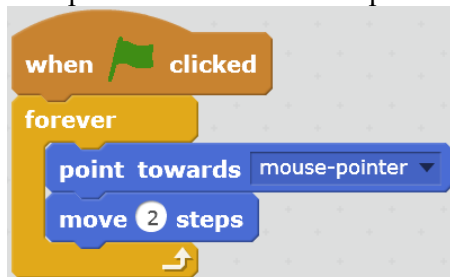 when clicked
forever
point towards mouse-pointer
move 2 steps